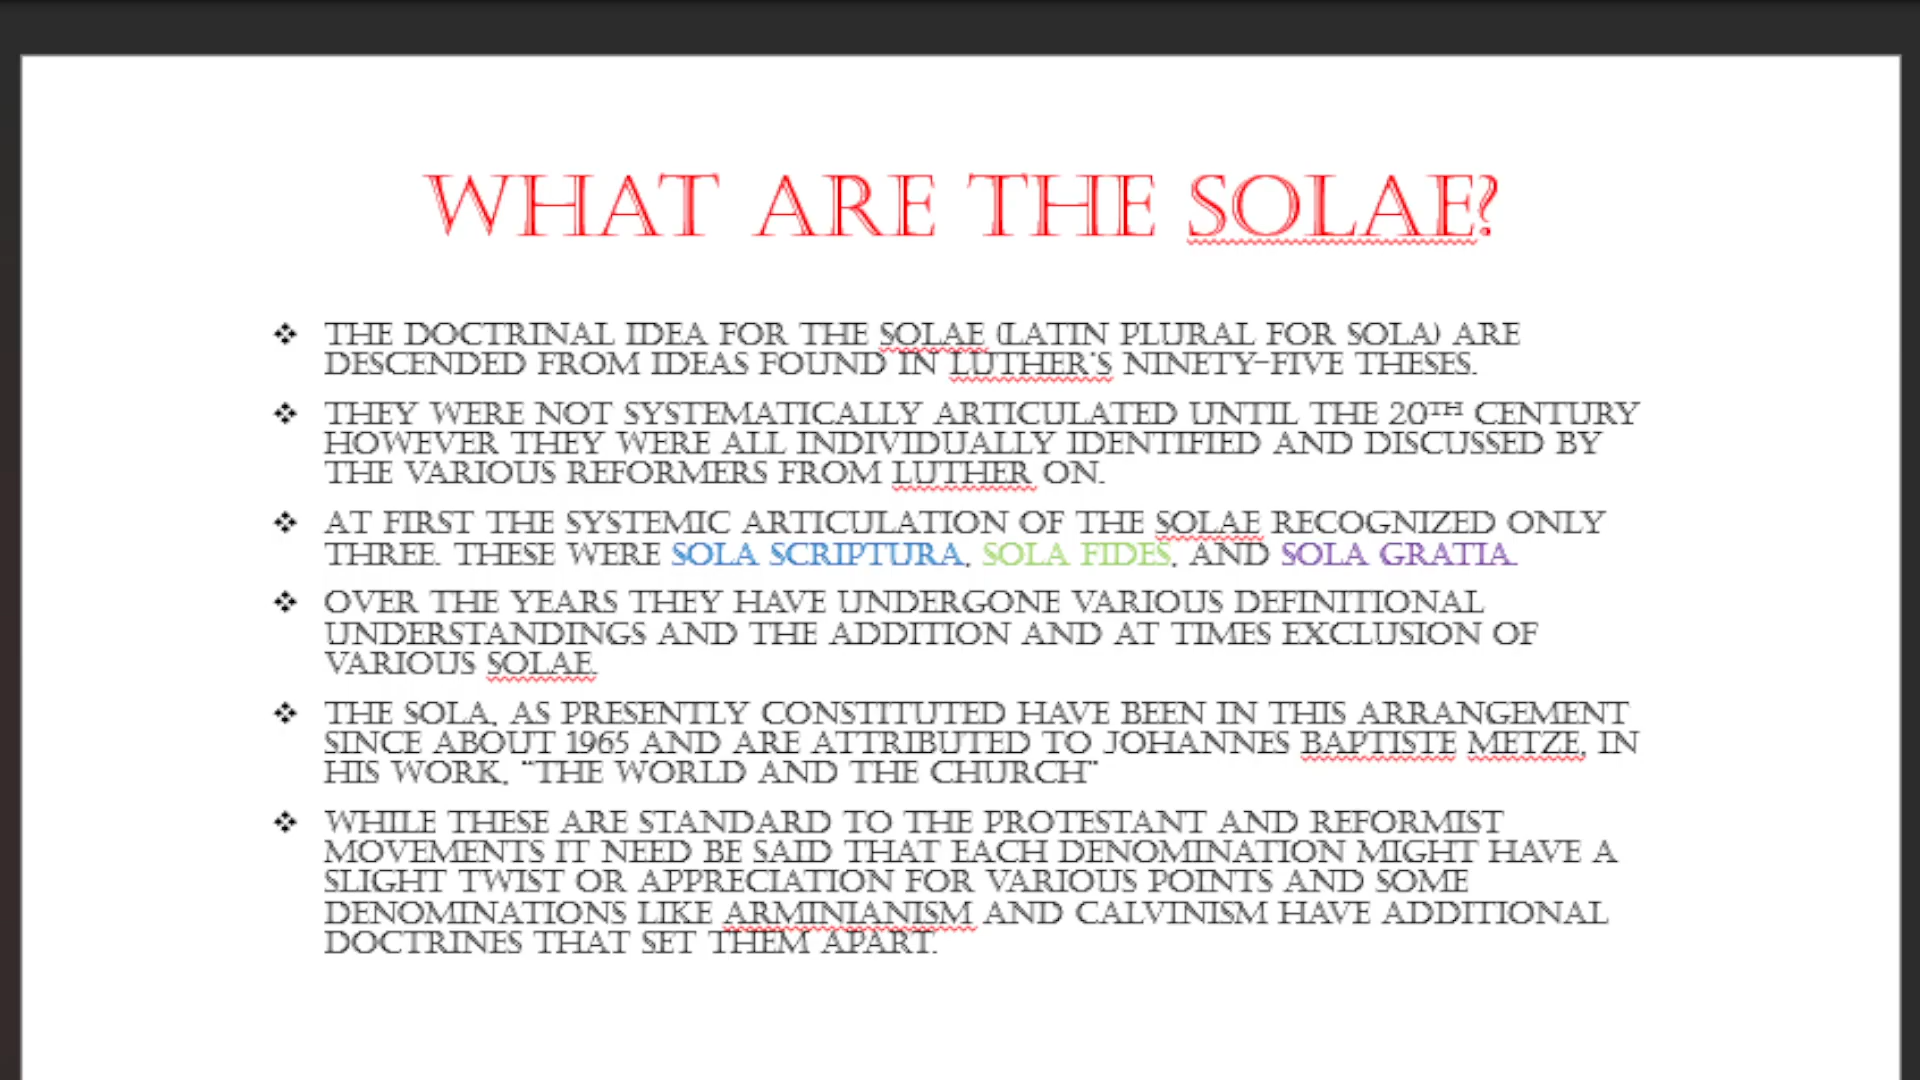 WHAT ARE THE SOLAE?
❖ THE DOCTRINAL IDEA FOR THE SOLAE (LATIN PLURAL FOR SOLA) ARE
DESCENDED FROM IDEAS FOUND IN LUTHER'S NINETY-FIVE THESES.
❖ THEY WERE NOT SYSTEMATICALLY ARTICULATED UNTIL THE 20TH CENTURY
HOWEVER THEY WERE ALL INDIVIDUALLY IDENTIFIED AND DISCUSSED BY
THE VARIOUS REFORMERS FROM LUTHER ON.
❖ AT FIRST THE SYSTEMIC ARTICULATION OF THE SOLAE RECOGNIZED ONLY
THREE. THESE WERE SOLA SCRIPTURA, SOLA FIDES, AND SOLA GRATIA.
❖ OVER THE YEARS THEY HAVE UNDERGONE VARIOUS DEFINITIONAL
UNDERSTANDINGS AND THE ADDITION AND AT TIMES EXCLUSION OF
VARIOUS SOLAE.
❖ THE SOLA, AS PRESENTLY CONSTITUTED HAVE BEEN IN THIS ARRANGEMENT
SINCE ABOUT 1965 AND ARE ATTRIBUTED TO JOHANNES BAPTISTE METZE, IN
HIS WORK, "THE WORLD AND THE CHURCH"
❖ WHILE THESE ARE STANDARD TO THE PROTESTANT AND REFORMIST
MOVEMENTS IT NEED BE SAID THAT EACH DENOMINATION MIGHT HAVE A
SLIGHT TWIST OR APPRECIATION FOR VARIOUS POINTS AND SOME
DENOMINATIONS LIKE ARMINIANISM AND CALVINISM HAVE ADDITIONAL
DOCTRINES THAT SET THEM APART.